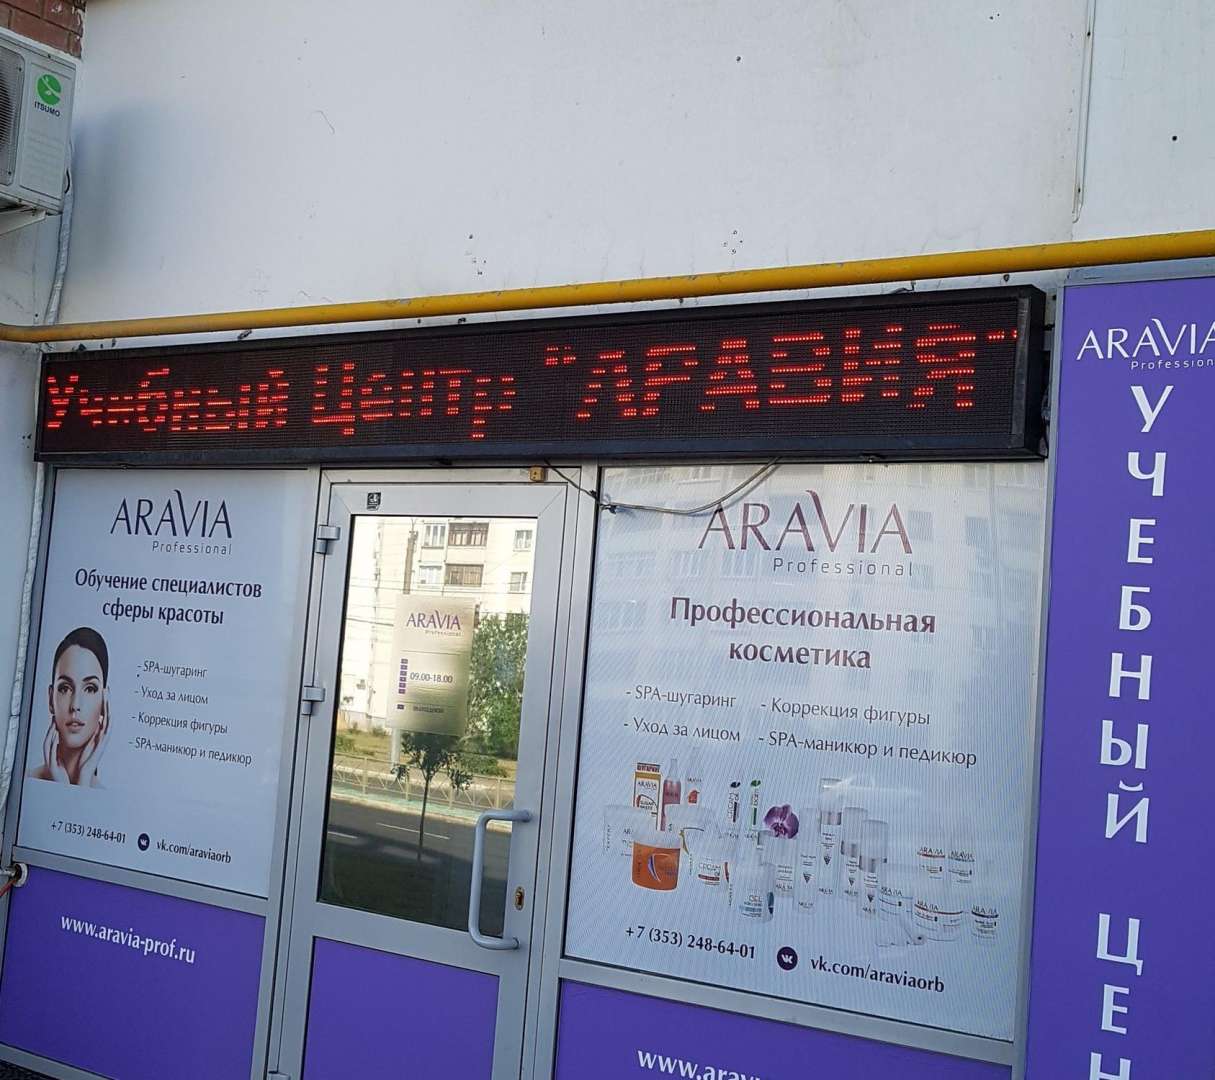 ITSUMO
Учебный Центр "АРАВИЯ"
ARAVIA
Professional
Обучение специалистов
сферы красоты
- SPA-шугаринг
- Уход за лицом
- Коррекция фигуры
- SPA-маникюр и педикюр
+7 (353) 248-64-01 vk.com/araviaorb
www.aravia-prof.ru
ARAVIA
Professional
09.00-18.00
ARAVIA
Professional
Профессиональная
косметика
- SPA-шугаринг - Коррекция фигуры
- Уход за лицом - SPA-маникюр и педикюр
+7 (353) 248-64-01 vk.com/araviaorb
www.ara
ARAVIA
Profession
УЧЕБНЫЙ ЦЕН